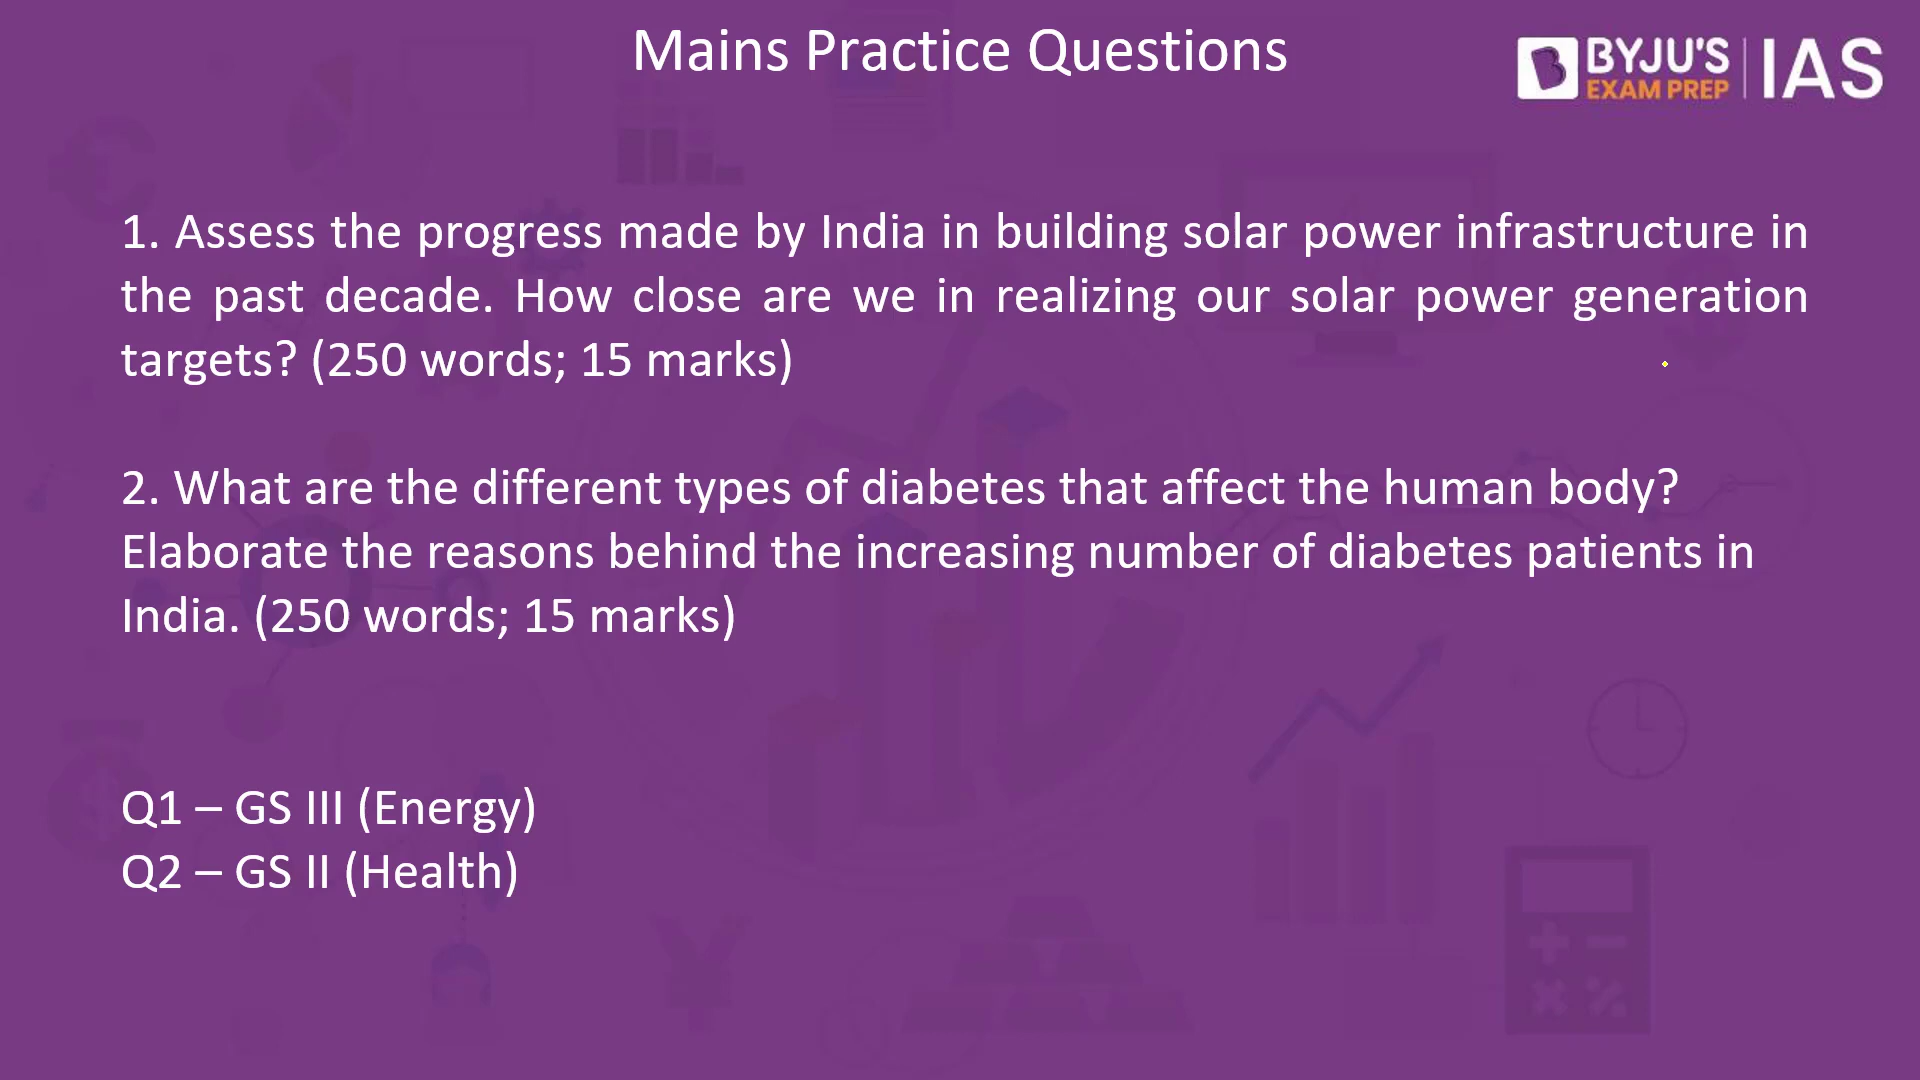 Mains Practice Questions
BYJU'S
EXAM PREP
IAS
1. Assess the progress made by India in building solar power infrastructure in
the past decade. How close are we in realizing our solar power generation
targets? (250 words; 15 marks)
2. What are the different types of diabetes that affect the human body?
Elaborate the reasons behind the increasing number of diabetes patients in
India. (250 words; 15 marks)
Q1 – GS III (Energy)
Q2 – GS II (Health)